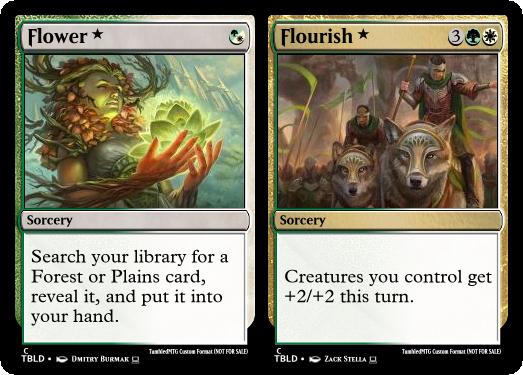 Flower ★
Sorcery
Search your library for a
Forest or Plains card,
reveal it, and put it into
your hand.
C
TBLD • DMITRY BURMAK
TumbledMTG Custom Format (NOT FOR SALE)
Flourish ★
3
Sorcery
Creatures you control get
+2/+2 this turn.
C
TBLD • ZACK STELLA
TumbledMTG Custom Format (NOT FOR SALE)